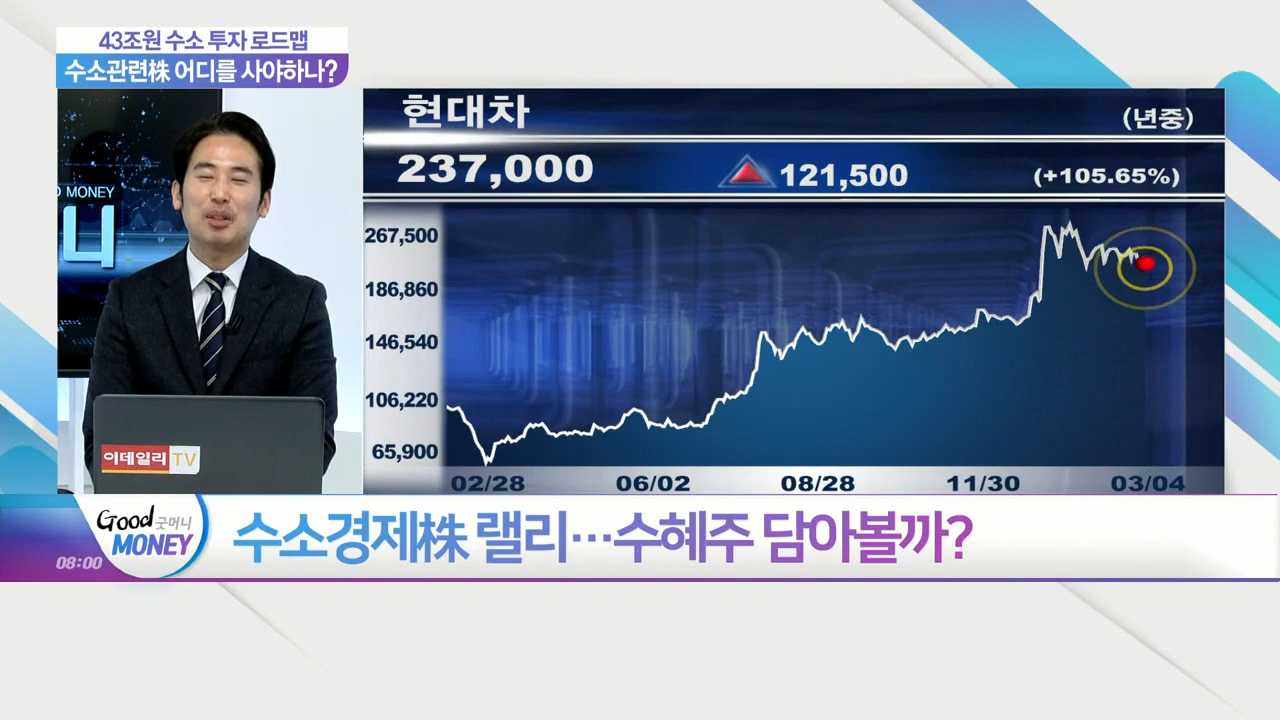 43조원 수소 투자 로드맵
수소관련株 어디를 사야하나?
MONEY
4
이데일리 TV
현대차
(년중)
237,000
121,500
(+105.65%)
267,500
186,860
146,540
106,220
65,900
02/28
06/02
08/28
11/30
03/04
Good 굿머니
MONEY
08:00
수소경제株 랠리…수혜주 담아볼까?